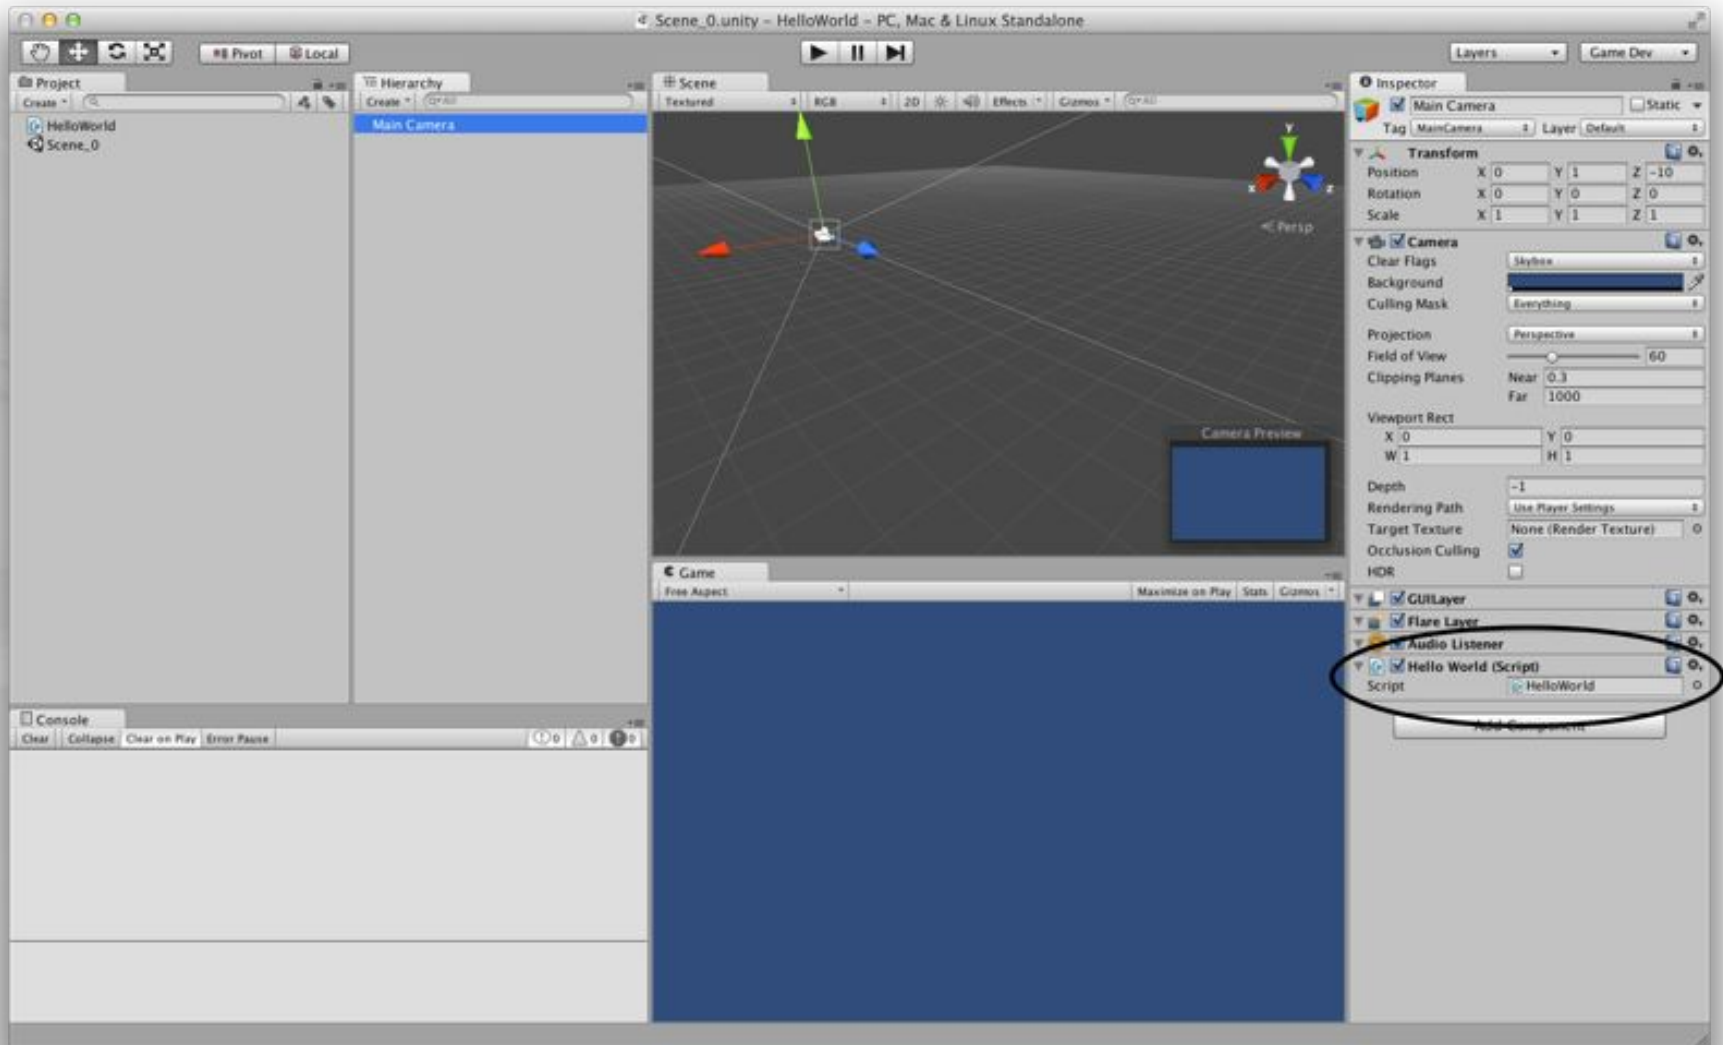 Scene_0.unity – HelloWorld – PC, Mac & Linux Standalone
Pivot Local
Layers Game Dev
Project
Create
HelloWorld
Scene_0
Hierarchy
Create All
Main Camera
Scene
Textured RGB 2D Effects Gizmos All
y
x z
Persp
Camera Preview
Game
Free Aspect Maximize on Play Stats Gizmos
Console
Clear Collapse Clear on Play Error Pause 0 0 0
Inspector
Main Camera Static
Tag MainCamera Layer Default
Transform
Position X 0 Y 1 Z -10
Rotation X 0 Y 0 Z 0
Scale X 1 Y 1 Z 1
Camera
Clear Flags Skybox
Background
Culling Mask Everything
Projection Perspective
Field of View 60
Clipping Planes Near 0.3
Far 1000
Viewport Rect
X 0 Y 0
W 1 H 1
Depth -1
Rendering Path Use Player Settings
Target Texture None (Render Texture)
Occlusion Culling
HDR
GUILayer
Flare Layer
Audio Listener
Hello World (Script)
Script HelloWorld
Add Component